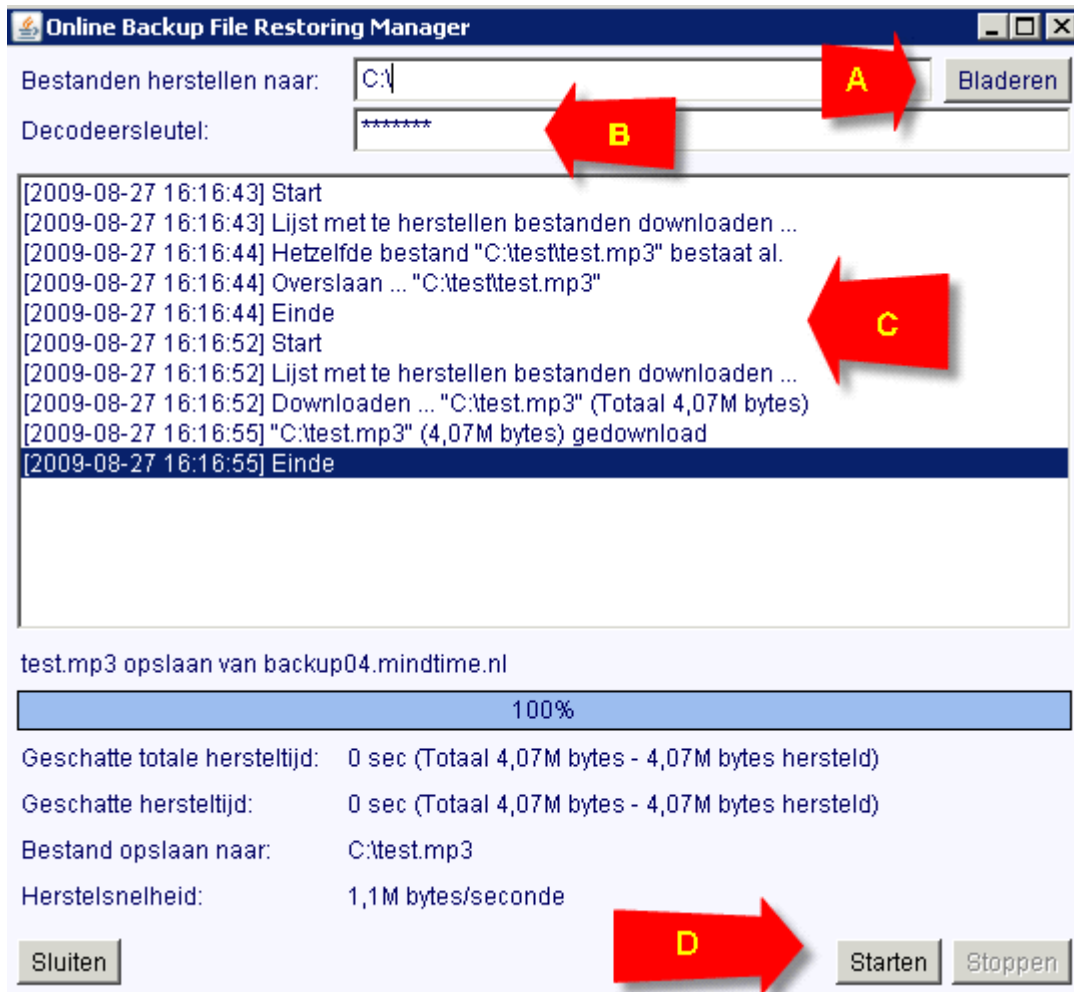 Online Backup File Restoring Manager
Bestanden herstellen naar: C:\ A Bladeren
Decodeersleutel: ******* B
[2009-08-27 16:16:43] Start
[2009-08-27 16:16:43] Lijst met te herstellen bestanden downloaden ...
[2009-08-27 16:16:44] Hetzelfde bestand "C:\test\test.mp3" bestaat al.
[2009-08-27 16:16:44] Overslaan ... "C:\test\test.mp3"
[2009-08-27 16:16:44] Einde
C
[2009-08-27 16:16:52] Start
[2009-08-27 16:16:52] Lijst met te herstellen bestanden downloaden ...
[2009-08-27 16:16:52] Downloaden ... "C:\test.mp3" (Totaal 4,07M bytes)
[2009-08-27 16:16:55] "C:\test.mp3" (4,07M bytes) gedownload
[2009-08-27 16:16:55] Einde
test.mp3 opslaan van backup04.mindtime.nl
100%
Geschatte totale hersteltijd: 0 sec (Totaal 4,07M bytes - 4,07M bytes hersteld)
Geschatte hersteltijd: 0 sec (Totaal 4,07M bytes - 4,07M bytes hersteld)
Bestand opslaan naar: C:\test.mp3
Herstelsnelheid: 1,1M bytes/seconde
Sluiten D Starten Stoppen